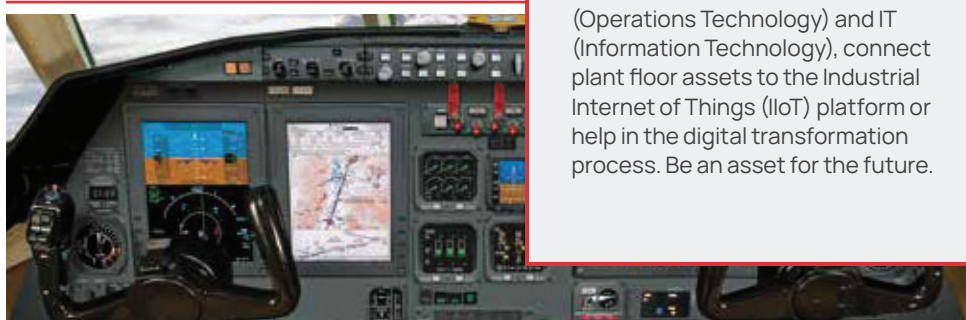 (Operations Technology) and IT
(Information Technology), connect
plant floor assets to the Industrial
Internet of Things (IIoT) platform or
help in the digital transformation
process. Be an asset for the future.